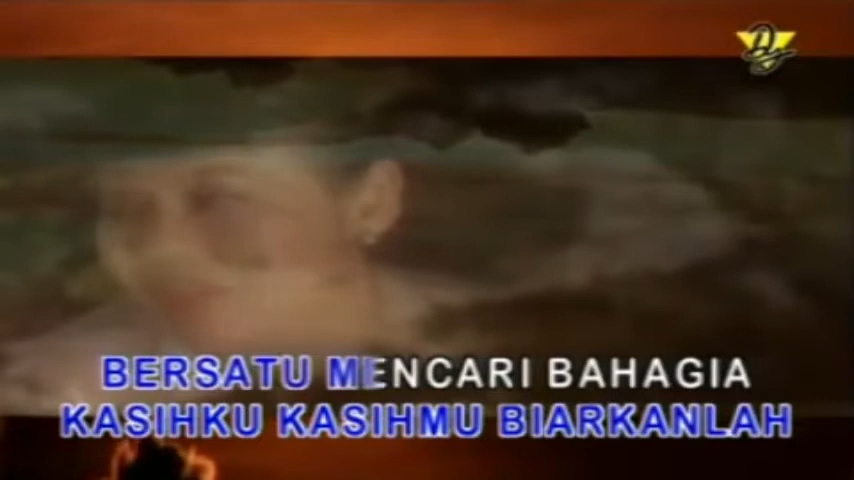 BERSATU MENCARI BAHAGIA
KASIHKU KASIHMU BIARKANLAH